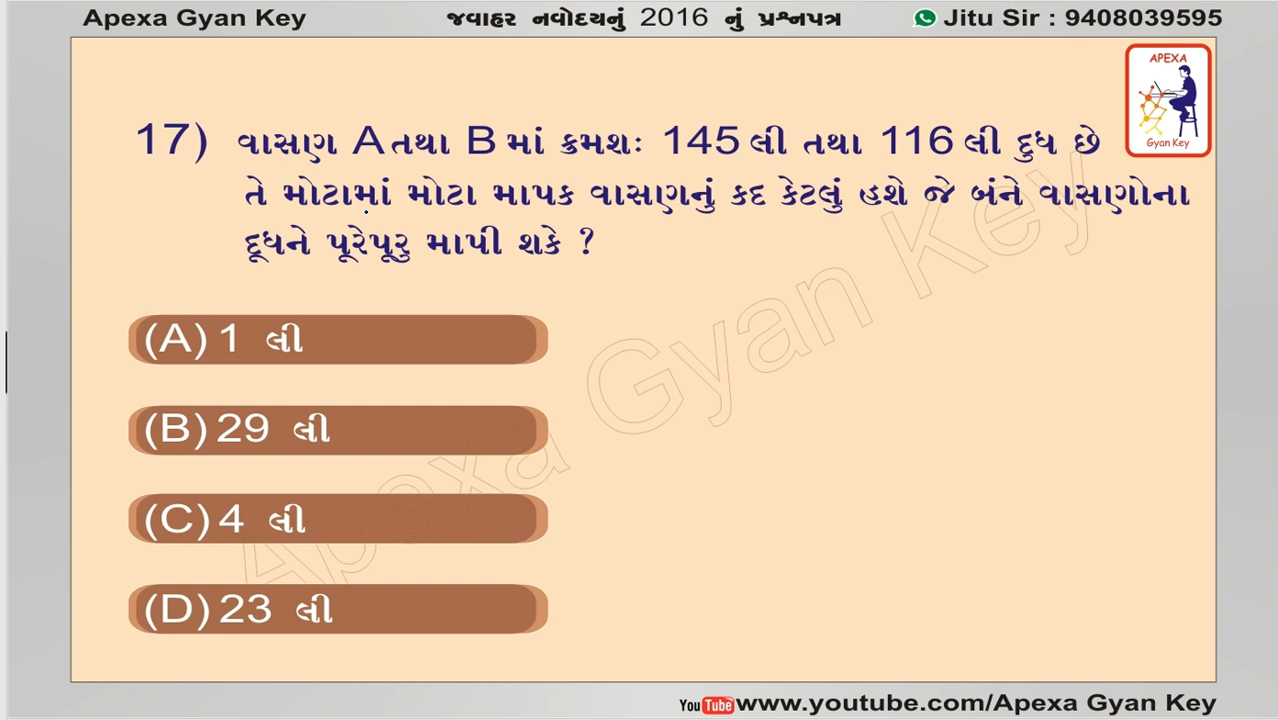 Apexa Gyan Key
જવાહર નવોદયનું 2016 નું પ્રશ્નપત્ર
Jitu Sir : 9408039595
APEXA
Gyan Key
17) વાસણ A તથા B માં ક્રમશઃ 145 લી તથા 116 લી દુધ છે
તે મોટામાં મોટા માપક વાસણનું કદ કેટલું હશે જે બંને વાસણોના
દૂધને પૂરેપૂરુ માપી શકે ?
(A) 1 લી
(B) 29 લી
(C) 4 લી
(D) 23 લી
Apexa Gyan Key
YouTube www.youtube.com/Apexa Gyan Key